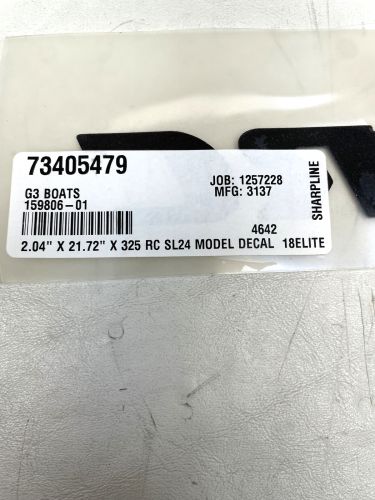 73405479
G3 BOATS
JOB: 1257228
159806-01
MFG: 3137
SHARPLINE
4642
2.04" X 21.72" X 325 RC SL24 MODEL DECAL 18ELITE